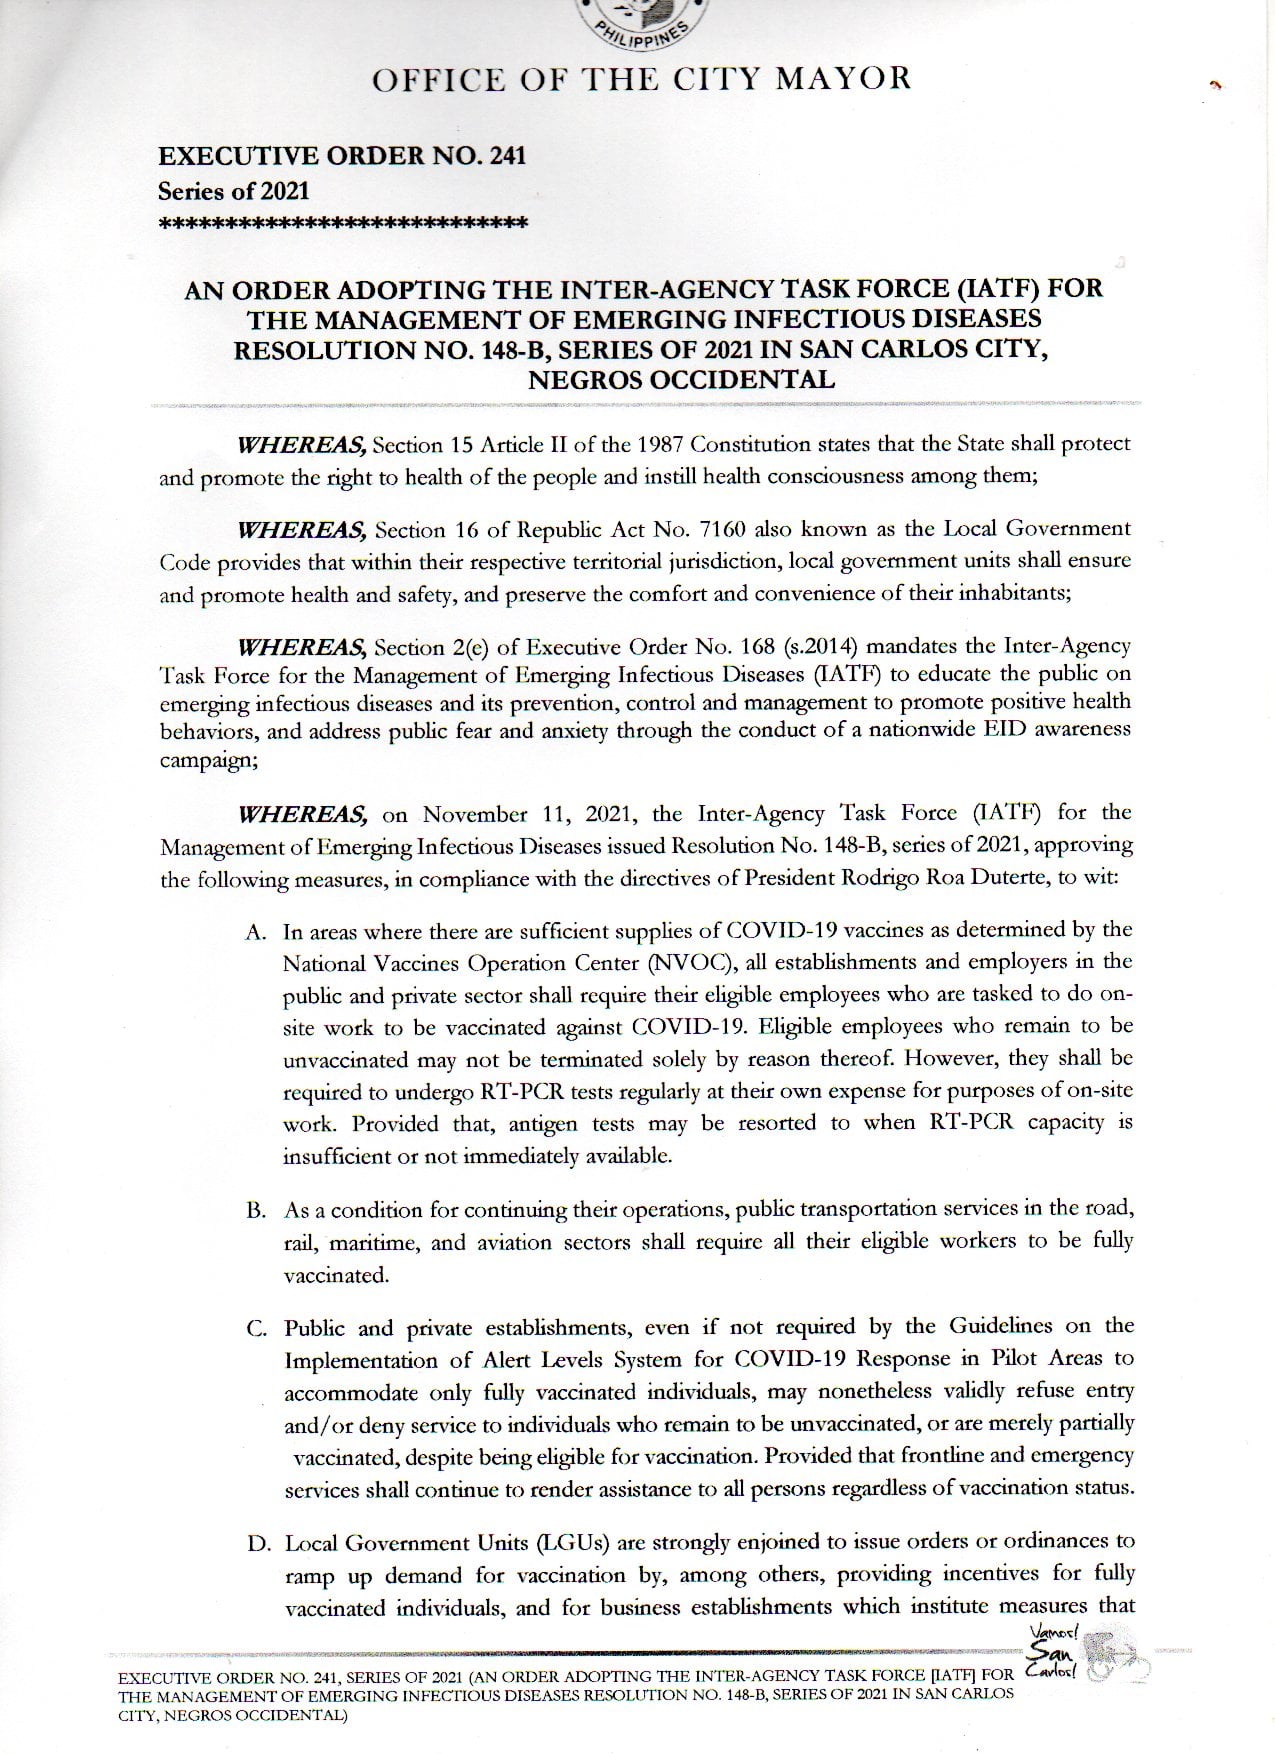 PHILIPPINES
OFFICE OF THE CITY MAYOR
EXECUTIVE ORDER NO. 241
Series of 2021
****************************
AN ORDER ADOPTING THE INTER-AGENCY TASK FORCE (IATF) FOR
THE MANAGEMENT OF EMERGING INFECTIOUS DISEASES
RESOLUTION NO. 148-B, SERIES OF 2021 IN SAN CARLOS CITY,
NEGROS OCCIDENTAL
WHEREAS, Section 15 Article II of the 1987 Constitution states that the State shall protect
and promote the right to health of the people and instill health consciousness among them;
WHEREAS, Section 16 of Republic Act No. 7160 also known as the Local Government
Code provides that within their respective territorial jurisdiction, local government units shall ensure
and promote health and safety, and preserve the comfort and convenience of their inhabitants;
WHEREAS, Section 2(e) of Executive Order No. 168 (s.2014) mandates the Inter-Agency
Task Force for the Management of Emerging Infectious Diseases (IATF) to educate the public on
emerging infectious diseases and its prevention, control and management to promote positive health
behaviors, and address public fear and anxiety through the conduct of a nationwide EID awareness
campaign;
WHEREAS, on November 11, 2021, the Inter-Agency Task Force (IATF) for the
Management of Emerging Infectious Diseases issued Resolution No. 148-B, series of 2021, approving
the following measures, in compliance with the directives of President Rodrigo Roa Duterte, to wit:
A. In areas where there are sufficient supplies of COVID-19 vaccines as determined by the
National Vaccines Operation Center (NVOC), all establishments and employers in the
public and private sector shall require their eligible employees who are tasked to do on-
site work to be vaccinated against COVID-19. Eligible employees who remain to be
unvaccinated may not be terminated solely by reason thereof. However, they shall be
required to undergo RT-PCR tests regularly at their own expense for purposes of on-site
work. Provided that, antigen tests may be resorted to when RT-PCR capacity is
insufficient or not immediately available.
B. As a condition for continuing their operations, public transportation services in the road,
rail, maritime, and aviation sectors shall require all their eligible workers to be fully
vaccinated.
C. Public and private establishments, even if not required by the Guidelines on the
Implementation of Alert Levels System for COVID-19 Response in Pilot Areas to
accommodate only fully vaccinated individuals, may nonetheless validly refuse entry
and/or deny service to individuals who remain to be unvaccinated, or are merely partially
vaccinated, despite being eligible for vaccination. Provided that frontline and emergency
services shall continue to render assistance to all persons regardless of vaccination status.
D. Local Government Units (LGUs) are strongly enjoined to issue orders or ordinances to
ramp up demand for vaccination by, among others, providing incentives for fully
vaccinated individuals, and for business establishments which institute measures that
Vamos!
San
Carlos!
EXECUTIVE ORDER NO. 241, SERIES OF 2021 (AN ORDER ADOPTING THE INTER-AGENCY TASK FORCE [IATF] FOR
THE MANAGEMENT OF EMERGING INFECTIOUS DISEASES RESOLUTION NO. 148-B, SERIES OF 2021 IN SAN CARLOS
CITY, NEGROS OCCIDENTAL)